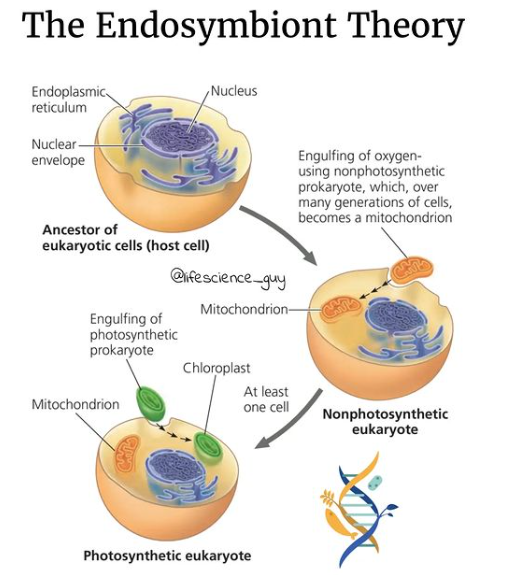 The Endosymbiont Theory
Endoplasmic
reticulum
Nucleus
Nuclear
envelope
Engulfing of oxygen-
using nonphotosynthetic
prokaryote, which, over
many generations of cells,
becomes a mitochondrion
Ancestor of
eukaryotic cells (host cell)
@lifescience_guy
Mitochondrion
Engulfing of
photosynthetic
prokaryote
Chloroplast
At least
one cell
Mitochondrion
Nonphotosynthetic
eukaryote
Photosynthetic eukaryote